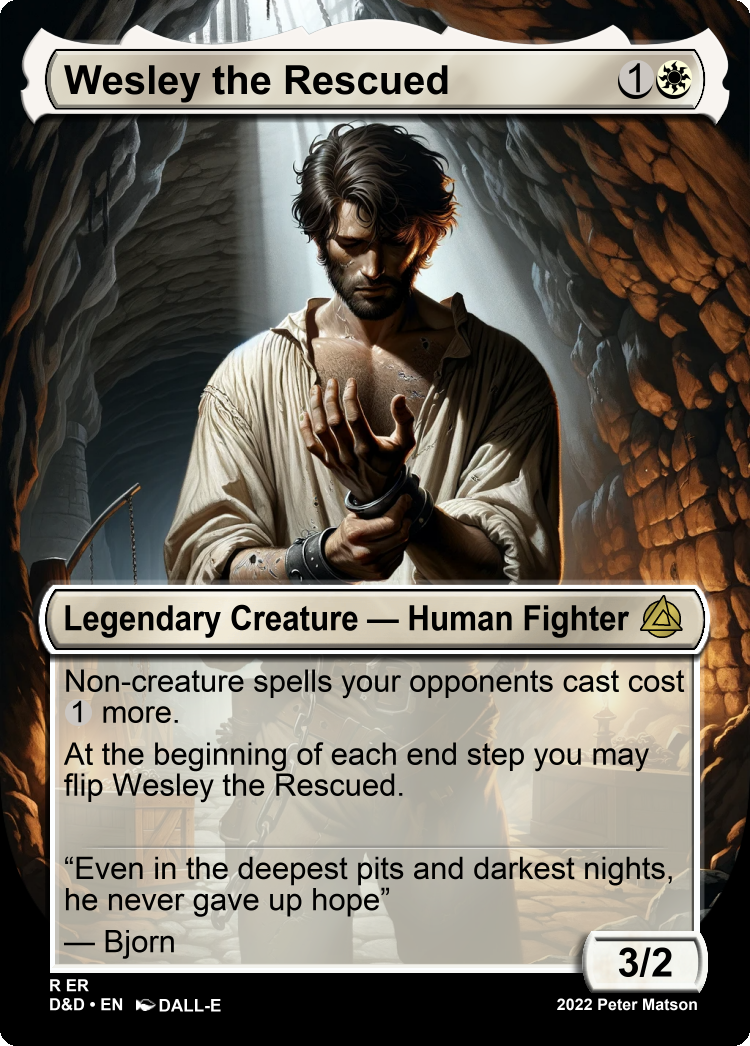 Wesley the Rescued 1
Legendary Creature — Human Fighter
Non-creature spells your opponents cast cost
1 more.
At the beginning of each end step you may
flip Wesley the Rescued.
“Even in the deepest pits and darkest nights,
he never gave up hope”
— Bjorn
3/2
R ER
D&D • EN DALL-E
2022 Peter Matson